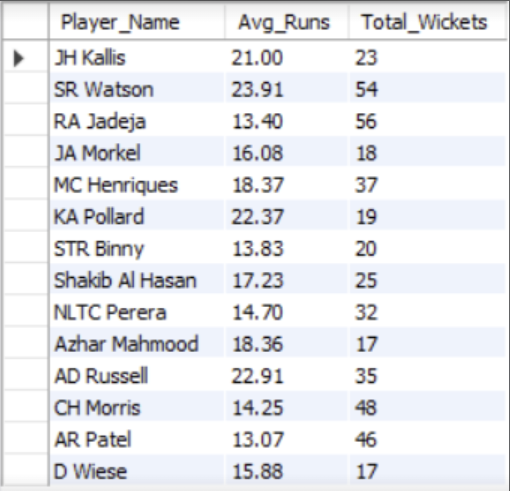 Player_Name Avg_Runs Total_Wickets
JH Kallis 21.00 23
SR Watson 23.91 54
RA Jadeja 13.40 56
JA Morkel 16.08 18
MC Henriques 18.37 37
KA Pollard 22.37 19
STR Binny 13.83 20
Shakib Al Hasan 17.23 25
NLTC Perera 14.70 32
Azhar Mahmood 18.36 17
AD Russell 22.91 35
CH Morris 14.25 48
AR Patel 13.07 46
D Wiese 15.88 17